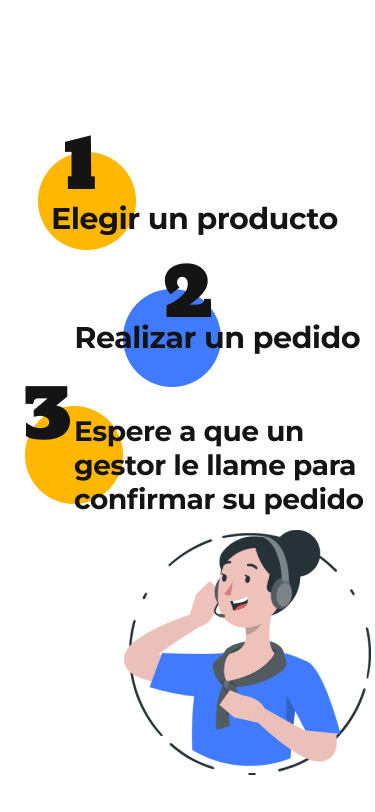 1
Elegir un producto
2
Realizar un pedido
3
Espere a que un
gestor le llame para
confirmar su pedido